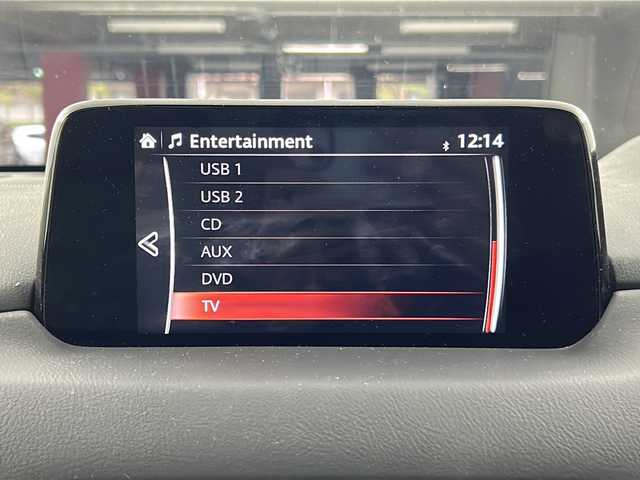 Entertainment 12:14
USB 1
USB 2
CD
AUX
DVD
TV